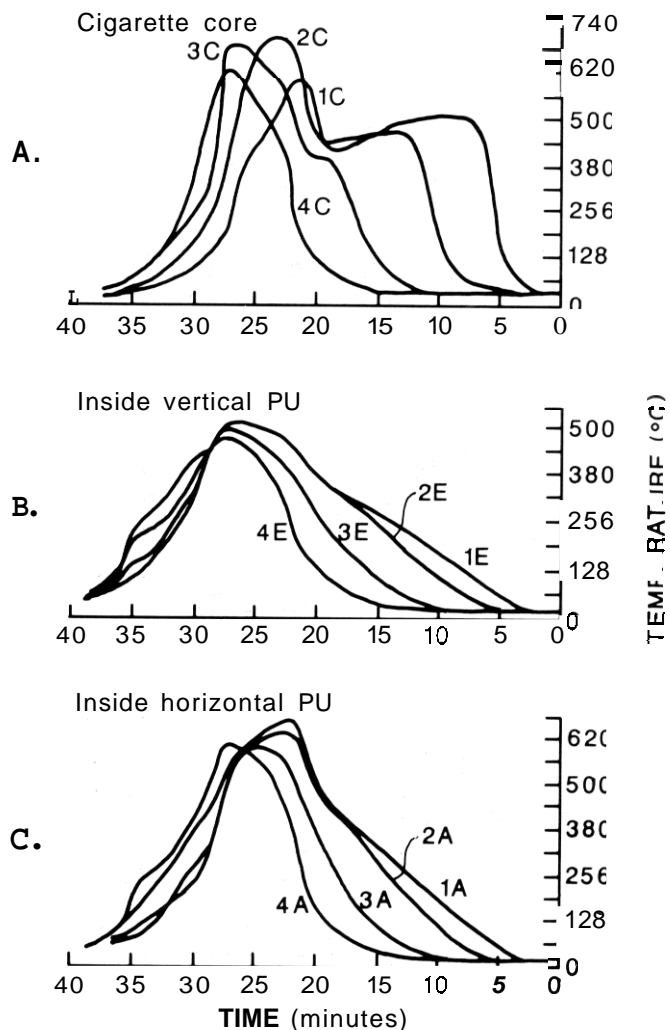 Cigarette core
A.
3C
2C
1C
4C
740
620
500
380
256
128
0
40 35 30 25 20 15 10 5 0
Inside vertical PU
B.
4E
3E
2E
1E
500
380
256
128
0
40 35 30 25 20 15 10 5 0
(°C)
Inside horizontal PU
C.
4A
3A
2A
1A
620
500
380
256
128
0
40 35 30 25 20 15 10 5 0
TIME (minutes)